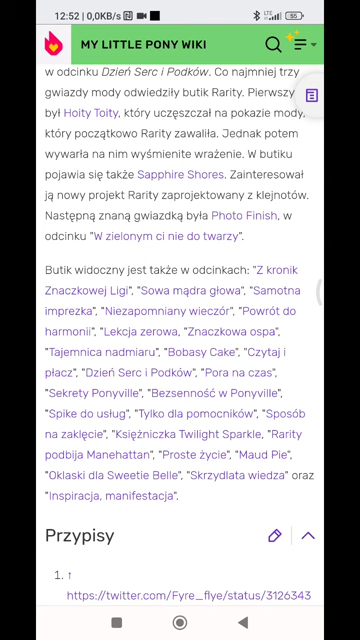 12:52 | 0,0KB/s
55
MY LITTLE PONY WIKI
w odcinku Dzień Serc i Podków. Co najmniej trzy
gwiazdy mody odwiedziły butik Rarity. Pierwszy
był Hoity Toity, który uczęszczał na pokazie mody,
który początkowo Rarity zawaliła. Jednak potem
wywarła na nim wyśmienite wrażenie. W butiku
pojawia się także Sapphire Shores. Zainteresował
ją nowy projekt Rarity zaprojektowany z klejnotów.
Następną znaną gwiazdką była Photo Finish, w
odcinku "W zielonym ci nie do twarzy".
Butik widoczny jest także w odcinkach: "Z kronik
Znaczkowej Ligi", "Sowa mądra głowa", "Samotna
imprezka", "Niezapomniany wieczór", "Powrót do
harmonii", "Lekcja zerowa, "Znaczkowa ospa",
"Tajemnica nadmiaru", "Bobasy Cake", "Czytaj i
płacz", "Dzień Serc i Podków", "Pora na czas",
"Sekrety Ponyville", "Bezsenność w Ponyville",
"Spike do usług", "Tylko dla pomocników", "Sposób
na zaklęcie", "Księżniczka Twilight Sparkle, "Rarity
podbija Manehattan", "Proste życie", "Maud Pie",
"Oklaski dla Sweetie Belle", "Skrzydlata wiedza" oraz
"Inspiracja, manifestacja".
Przypisy
1. ↑
https://twitter.com/Fyre_flye/status/3126343